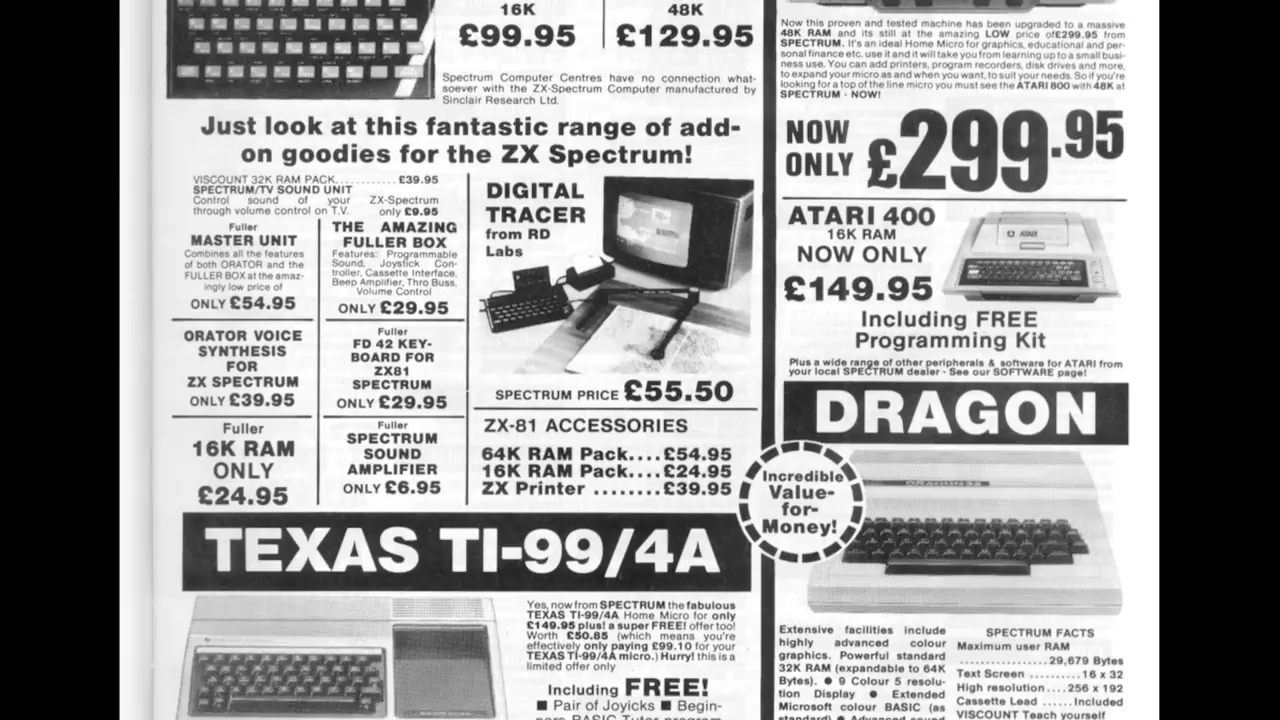 16K
£99.95
48K
£129.95
Spectrum Computer Centres have no connection what-
soever with the ZX-Spectrum Computer manufactured by
Sinclair Research Ltd.
Just look at this fantastic range of add-
on goodies for the ZX Spectrum!
VISCOUNT 32K RAM PACK............£39.95
SPECTRUM/TV SOUND UNIT
Control sound of your ZX-Spectrum
through volume control on T.V. only £9.95
Fuller
MASTER UNIT
Combines all the features
of both ORATOR and the
FULLER BOX at the amaz-
ingly low price of
ONLY £54.95
THE AMAZING
FULLER BOX
Features: Programmable
Sound, Joystick Con-
troller, Cassette Interface,
Beep Amplifier, Thro Buss,
Volume Control
ONLY £29.95
ORATOR VOICE
SYNTHESIS
FOR
ZX SPECTRUM
ONLY £39.95
Fuller
FD 42 KEY-
BOARD FOR
ZX81
SPECTRUM
ONLY £29.95
Fuller
16K RAM
ONLY
£24.95
Fuller
SPECTRUM
SOUND
AMPLIFIER
ONLY £6.95
DIGITAL
TRACER
from RD
Labs
SPECTRUM PRICE £55.50
ZX-81 ACCESSORIES
64K RAM Pack....£54.95
16K RAM Pack....£24.95
ZX Printer ........£39.95
TEXAS TI-99/4A
Yes, now from SPECTRUM the fabulous
TEXAS TI-99/4A Home Micro for only
£149.95 plus! a super FREE! offer too!
Worth £50.85 (which means you're
effectively only paying £99.10 for your
TEXAS TI-99/4A micro.) Hurry! this is a
limited offer only
Including FREE!
■ Pair of Joyicks ■ Begin-
ners BASIC Tutor program
Now this proven and tested machine has been upgraded to a massive
48K RAM and its still at the amazing LOW price of£299.95 from
SPECTRUM. It's an ideal Home Micro for graphics, educational and per-
sonal finance etc. use it and it will take you from learning up to a small busi-
ness use. You can add printers, program recorders, disk drives and more,
to expand your micro as and when you want, to suit your needs. So if you're
looking for a top of the line micro you must see the ATARI 800 with 48K at
SPECTRUM - NOW!
NOW
ONLY £299.95
ATARI 400
16K RAM
NOW ONLY
£149.95
ATARI
Including FREE
Programming Kit
Plus a wide range of other peripherals & software for ATARI from
your local SPECTRUM dealer - See our SOFTWARE page!
DRAGON
Incredible
Value-
for-
Money!
DRAGON 32
Extensive facilities include
highly advanced colour
graphics. Powerful standard
32K RAM (expandable to 64K
Bytes). ● 9 Colour 5 resolu-
tion Display ● Extended
Microsoft colour BASIC (as
standard) ● Advanced sound
SPECTRUM FACTS
Maximum user RAM
....................29,679 Bytes
Text Screen .........16 x 32
High resolution....256 x 192
Cassette Lead ......Included
VISCOUNT Teach yourself